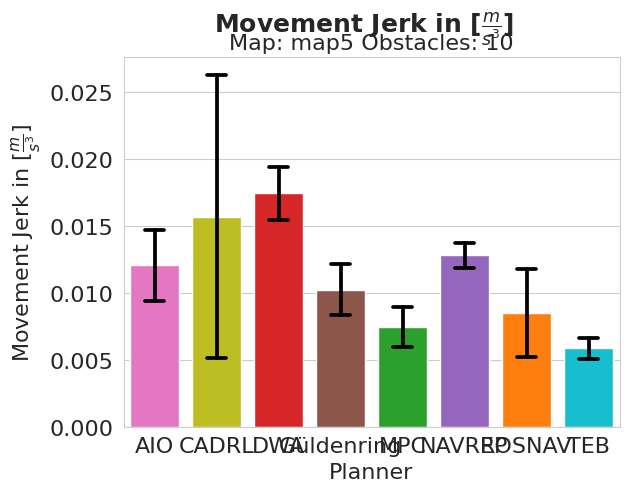 Movement Jerk in [m/s³]
Map: map5 Obstacles: 10
Movement Jerk in [m/s³]
0.025
0.020
0.015
0.010
0.005
0.000
AIO CADRL DWA Güldenring MPC NAVREP ROSNAV TEB
Planner